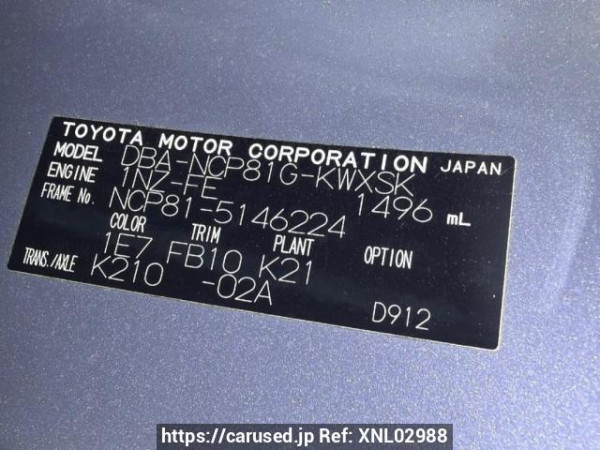 TOYOTA MOTOR CORPORATION JAPAN
MODEL DBA-NCP81G-KWXSK
ENGINE 1NZ-FE 1496 mL
FRAME No. NCP81-5146224
COLOR TRIM PLANT OPTION
1E7 FB10 K21
TRANS./AXLE K210 -02A
D912
https://carused.jp Ref: XNL02988